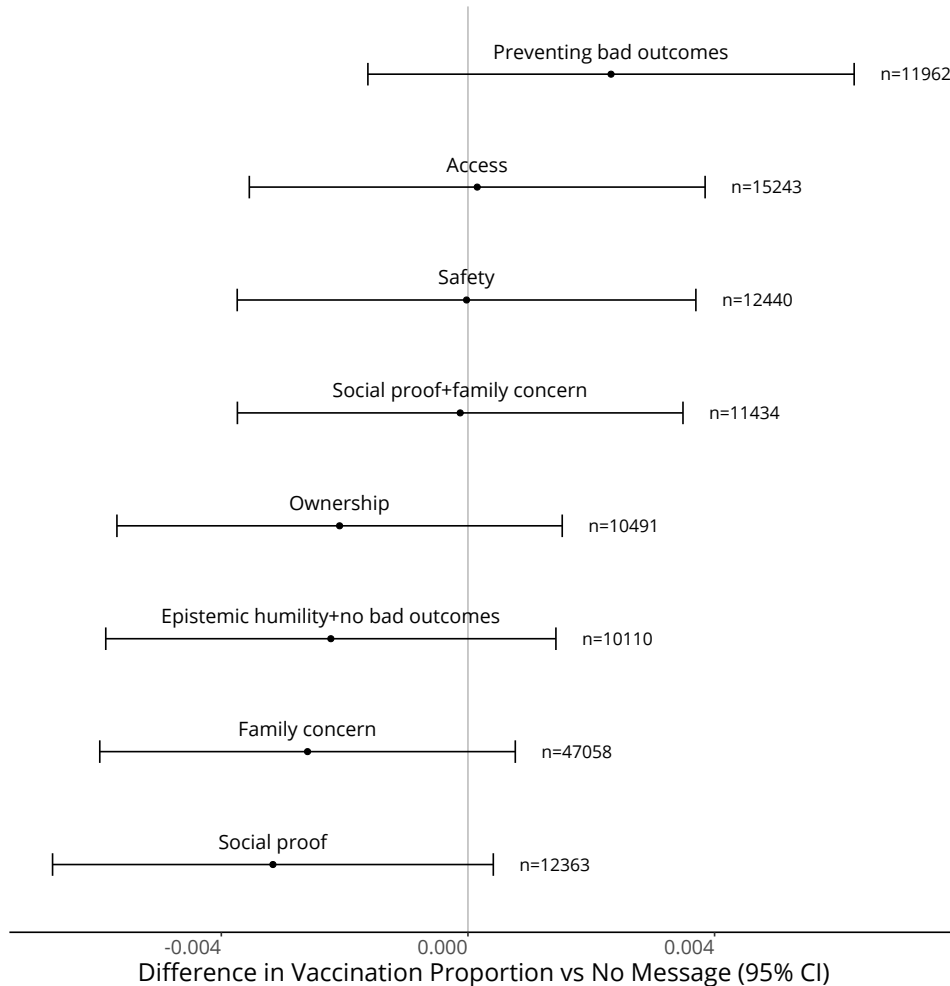 Preventing bad outcomes
n=11962
Access
n=15243
Safety
n=12440
Social proof+family concern
n=11434
Ownership
n=10491
Epistemic humility+no bad outcomes
n=10110
Family concern
n=47058
Social proof
n=12363
-0.004 0.000 0.004
Difference in Vaccination Proportion vs No Message (95% CI)